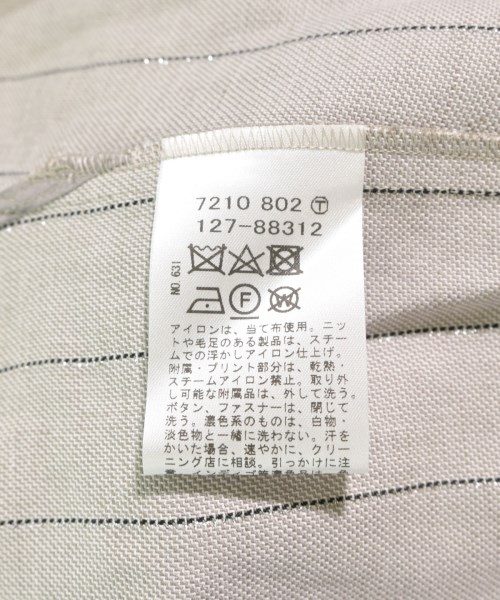 7210 802 Ⓣ
127-88312
NO.631
アイロンは、当て布使用。ニッ
トや毛足のある製品は、スチー
ムでの浮かしアイロン仕上げ。
附属・プリント部分は、乾熱・
スチームアイロン禁止。取り外
し可能な附属品は、外して洗う。
ボタン、ファスナーは、閉じて
洗う。濃色系のものは、白物・
淡色物と一緒に洗わない。汗を
かいた場合、速やかに、クリー
ニング店に相談。引っかけに注